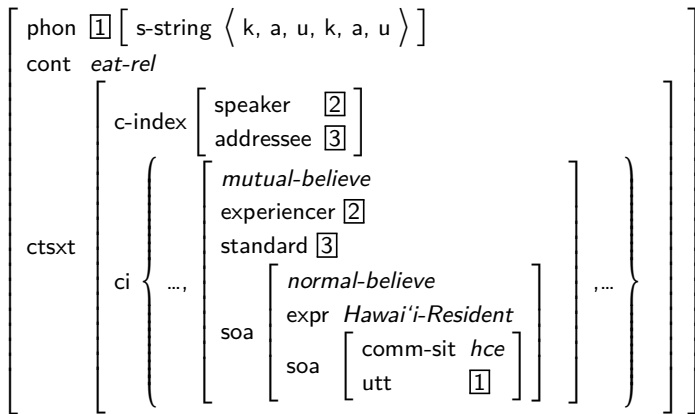 phon 1 [ s-string ⟨ k, a, u, k, a, u ⟩ ]
cont eat-rel
c-index [ speaker 2
addressee 3 ]
ctsxt
ci { ..., [ mutual-believe
experiencer 2
standard 3
soa [ normal-believe
expr Hawai‘i-Resident
soa [ comm-sit hce
utt 1 ] ] ] ,... }